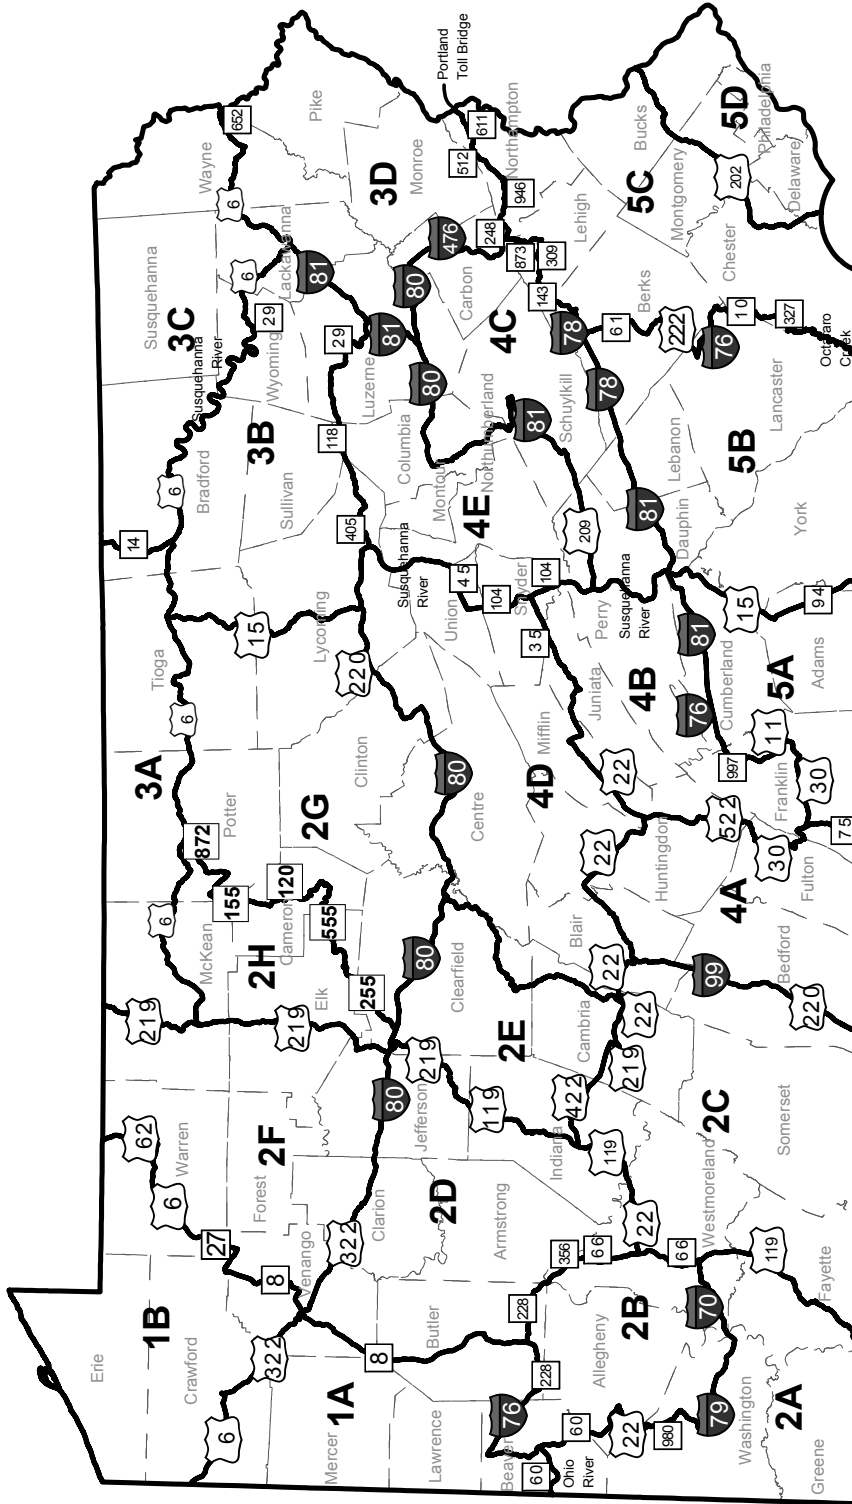 Erie
1B
Crawford
6
322
27
8
6
Warren
62
219
McKean
6
155
872
Potter
3A
6
Tioga
15
14
6
Bradford
Susquehanna
River
3C
Susquehanna
29
6
6
Wayne
652
Pike
Mercer
1A
8
Venango
322
Forest
2F
Clarion
80
219
Elk
2H
Cameron
120
555
255
2G
Clinton
Lycoming
220
405
Sullivan
3B
118
Wyoming
Luzerne
29
81
Lackawanna
81
80
3D
Monroe
Portland
Toll Bridge
Lawrence
Butler
2D
Armstrong
Jefferson
219
119
80
Clearfield
2E
Centre
80
4D
Mifflin
35
Union
45
104
104
Snyder
Susquehanna
River
4E
Montour
Northumberland
Columbia
80
81
4C
Carbon
476
248
946
512
611
Northampton
Beaver
76
60
Ohio
River
60
228
228
356
66
Allegheny
2B
22
980
22
66
Indiana
119
422
219
22
Cambria
Blair
22
22
Huntingdon
22
Juniata
4B
Perry
Susquehanna
River
209
Schuylkill
81
78
78
61
143
873
309
Lehigh
Berks
222
5C
Bucks
Montgomery
Washington
79
2A
Greene
70
Westmoreland
119
Fayette
2C
Somerset
99
220
Bedford
4A
522
30
Fulton
75
30
Franklin
11
997
76
Cumberland
81
5A
Adams
15
94
Dauphin
Lebanon
5B
York
Lancaster
76
10
327
Octararo
Creek
Chester
202
Delaware
5D
Philadelphia